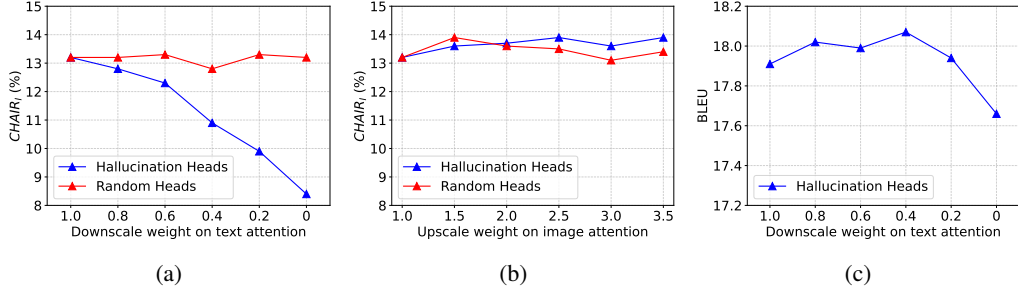 15
14
13
12
11
10
9
8
CHAIR_I (%)
Hallucination Heads
Random Heads
1.0 0.8 0.6 0.4 0.2 0
Downscale weight on text attention
(a)
15
14
13
12
11
10
9
8
CHAIR_I (%)
Hallucination Heads
Random Heads
1.0 1.5 2.0 2.5 3.0 3.5
Upscale weight on image attention
(b)
18.2
18.0
17.8
17.6
17.4
17.2
BLEU
Hallucination Heads
1.0 0.8 0.6 0.4 0.2 0
Downscale weight on text attention
(c)